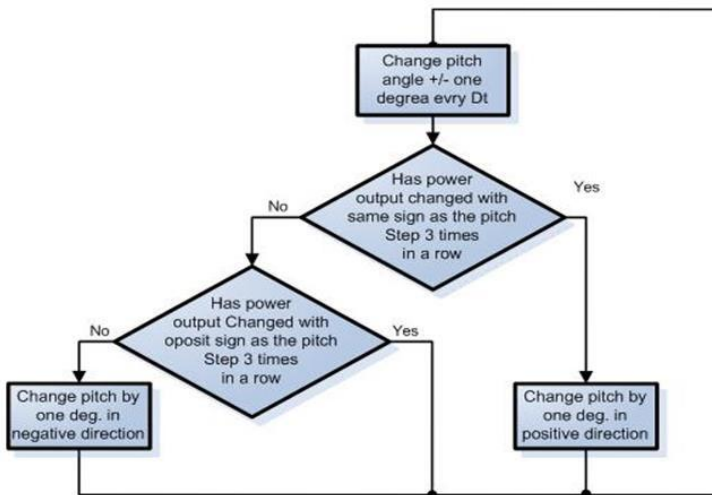 Change pitch
angle +/- one
degrea evry Dt
Has power
output changed with
same sign as the pitch
Step 3 times
in a row
No
Yes
Has power
output Changed with
oposit sign as the pitch
Step 3 times
in a row
No
Yes
Change pitch by
one deg. in
negative direction
Change pitch by
one deg. in
positive direction